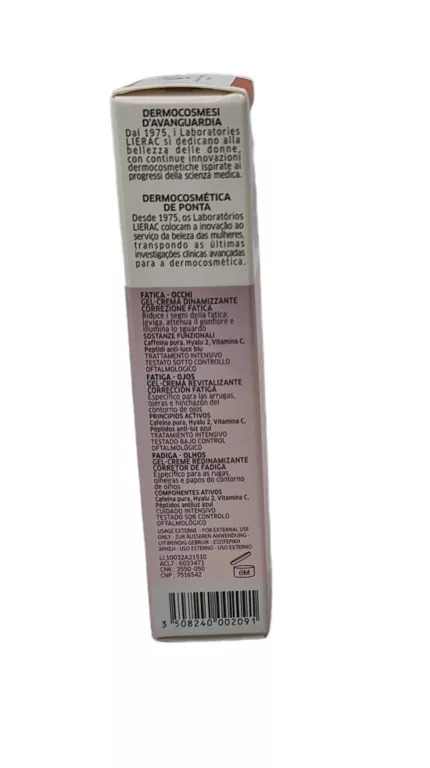 DERMOCOSMESI
D'AVANGUARDIA
Dal 1975, i Laboratories
LIERAC si dedicano alla
bellezza delle donne,
con continue innovazioni
dermocosmetiche ispirate ai
progressi della scienza medica.
DERMOCOSMÉTICA
DE PONTA
Desde 1975, os Laboratórios
LIERAC colocam a inovação ao
serviço da beleza das mulheres,
transpondo as últimas
investigações clínicas avançadas
para a dermocosmética.
FATICA - OCCHI
GEL-CREMA DINAMIZZANTE
CORREZIONE FATICA
Riduce i segni della fatica:
leviga, attenua il gonfiore e
illumina lo sguardo
SOSTANZE FUNZIONALI
Caffeina pura, Hyalu 2, Vitamina C,
Peptidi anti-luce blu
TRATTAMENTO INTENSIVO
TESTATO SOTTO CONTROLLO
OFTALMOLOGICO
FATIGA - OJOS
GEL-CREMA REVITALIZANTE
CORRECCIÓN FATIGA
Específico para las arrugas,
ojeras e hinchazón del
contorno de ojos
PRINCIPIOS ACTIVOS
Cafeína pura, Hyalu 2, Vitamina C,
Péptidos anti-luz azul
TRATAMIENTO INTENSIVO
TESTADO BAJO CONTROL
OFTALMOLÓGICO
FADIGA - OLHOS
GEL-CREME REDINAMIZANTE
CORRETOR DE FADIGA
Específico para as rugas,
olheiras e papos do contorno
de olhos
COMPONENTES ATIVOS
Cafeína pura, Hyalu 2, Vitamina C,
Péptidos antiluz azul
CUIDADO INTENSIVO
TESTADO SOB CONTROLO
OFTALMOLÓGICO
USAGE EXTERNE - FOR EXTERNAL USE
ONLY - ZUR ÄUSSEREN ANWENDUNG -
UITWENDIG GEBRUIK - ΕΞΩΤΕΡΙΚΗ
ΧΡΗΣΗ - USO ESTERNO - USO EXTERNO
LL10032A21510
ACL7 : 6033471
CNK : 3550-050
CNP : 7516542
6M
3 508240 002091